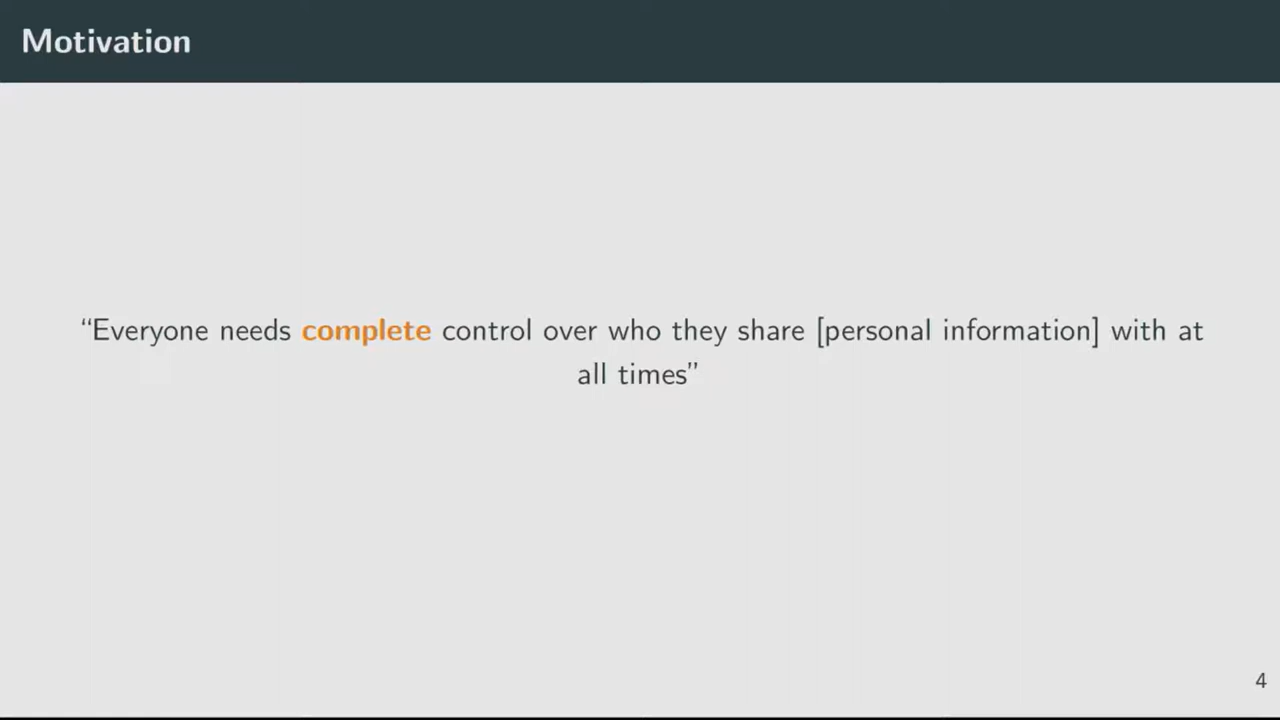 Motivation
“Everyone needs complete control over who they share [personal information] with at
all times”
4